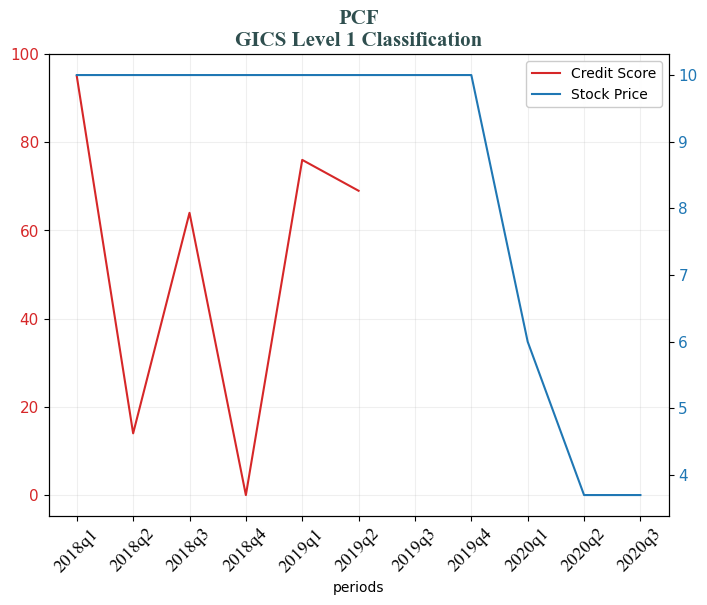 PCF
GICS Level 1 Classification
Credit Score
Stock Price
100
80
60
40
20
0
10
9
8
7
6
5
4
2018q1
2018q2
2018q3
2018q4
2019q1
2019q2
2019q3
2019q4
2020q1
2020q2
2020q3
periods